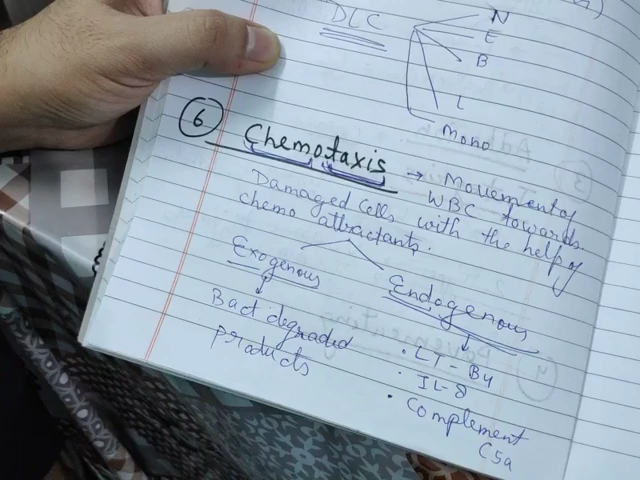 DLC
N
E
B
L
Mono
6 Chemotaxis → Movement of
WBC towards
Damaged Cells with the help of
chemo attractants.
Exogenous
Endogenous
Bact degraded
products
• LT - B4
• IL-8
• Complement
C5a